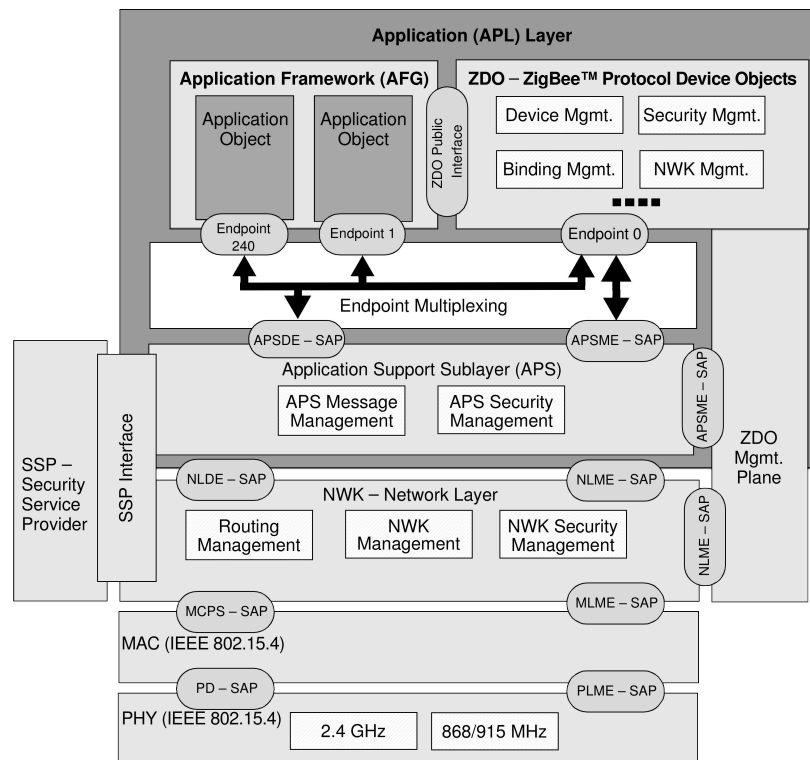 Application (APL) Layer
Application Framework (AFG)
ZDO – ZigBee™ Protocol Device Objects
Application
Object
Application
Object
ZDO Public
Interface
Device Mgmt.
Security Mgmt.
Binding Mgmt.
NWK Mgmt.
Endpoint
240
Endpoint 1
Endpoint 0
Endpoint Multiplexing
APSDE – SAP
APSME – SAP
Application Support Sublayer (APS)
APS Message
Management
APS Security
Management
APSME – SAP
SSP –
Security
Service
Provider
SSP Interface
ZDO
Mgmt.
Plane
NLDE – SAP
NLME – SAP
NWK – Network Layer
Routing
Management
NWK
Management
NWK Security
Management
NLME – SAP
MCPS – SAP
MLME – SAP
MAC (IEEE 802.15.4)
PD – SAP
PLME – SAP
PHY (IEEE 802.15.4)
2.4 GHz
868/915 MHz